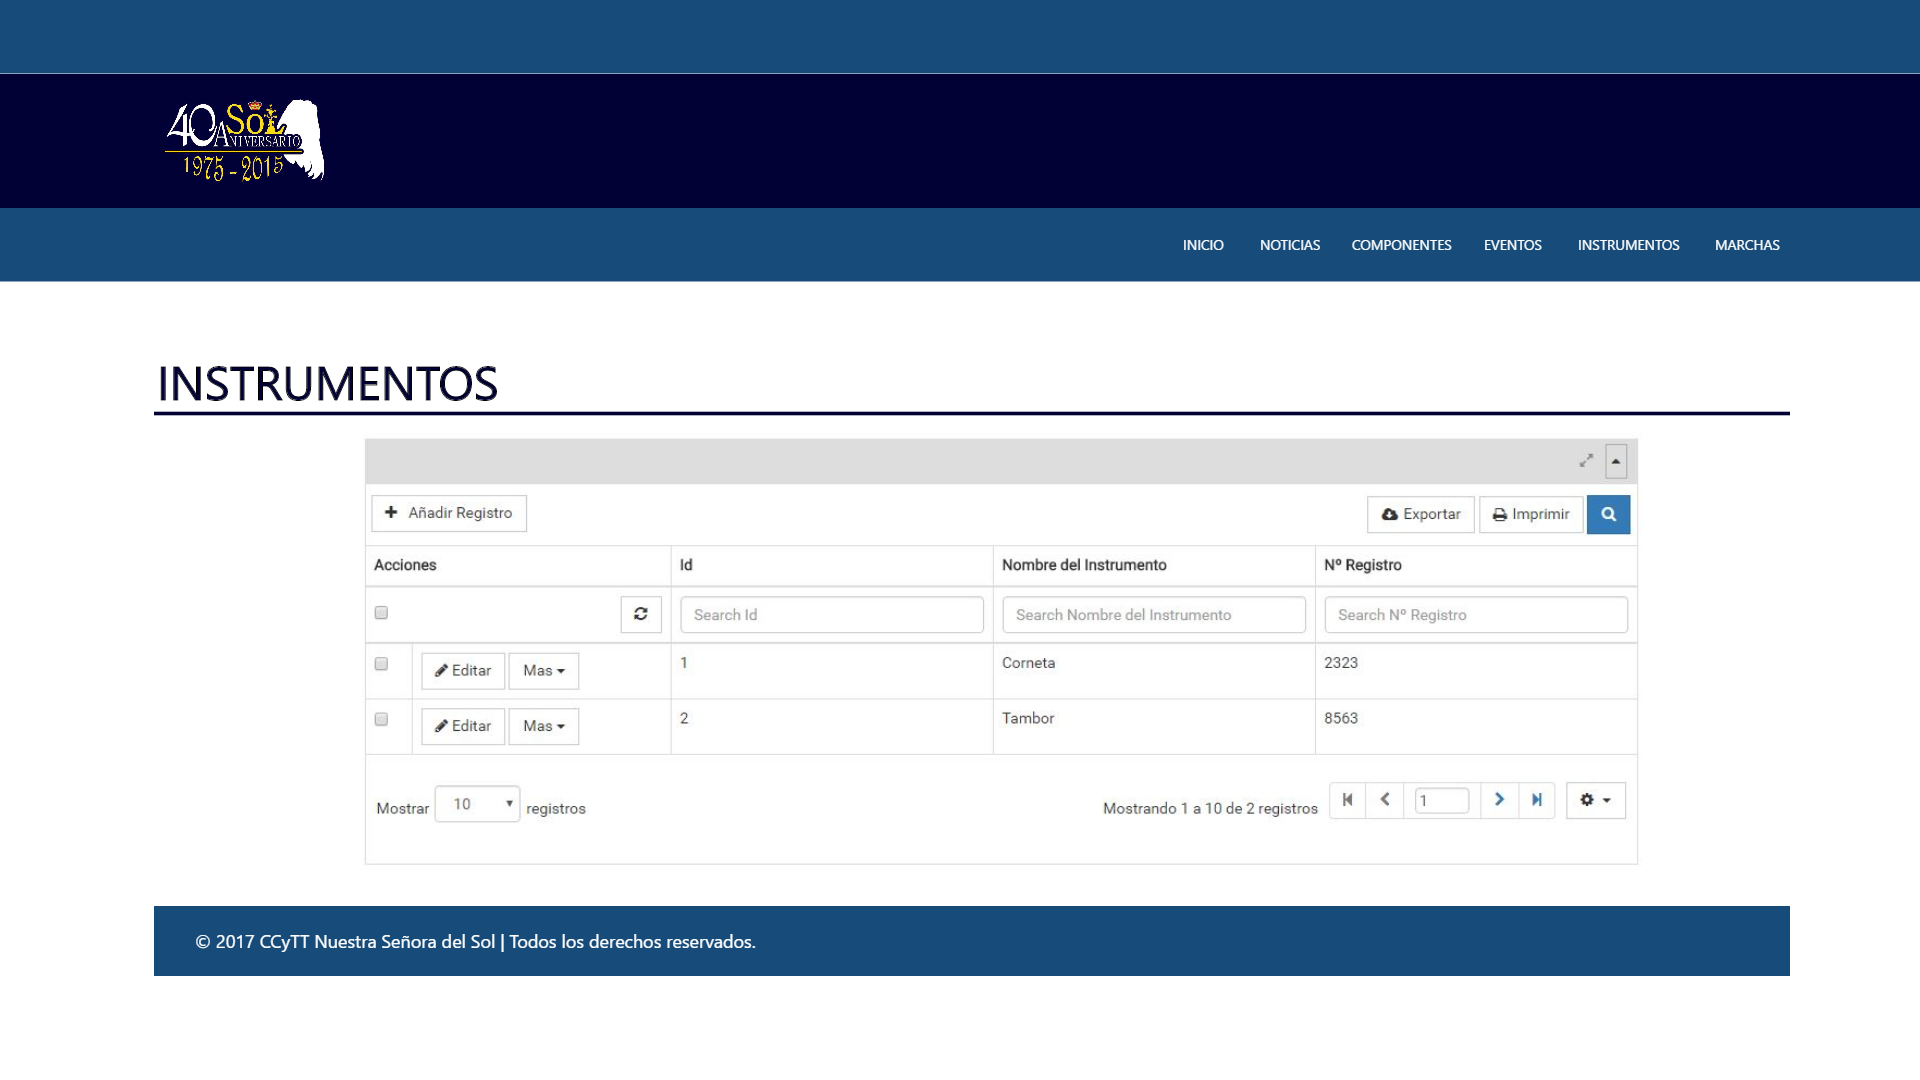 40 ANIVERSARIO SOL
1975 - 2015
INICIO NOTICIAS COMPONENTES EVENTOS INSTRUMENTOS MARCHAS
INSTRUMENTOS
Añadir Registro Exportar Imprimir
Acciones Id Nombre del Instrumento Nº Registro
Search Id Search Nombre del Instrumento Search Nº Registro
Editar Mas 1 Corneta 2323
Editar Mas 2 Tambor 8563
Mostrar 10 registros Mostrando 1 a 10 de 2 registros 1
© 2017 CCyTT Nuestra Señora del Sol | Todos los derechos reservados.